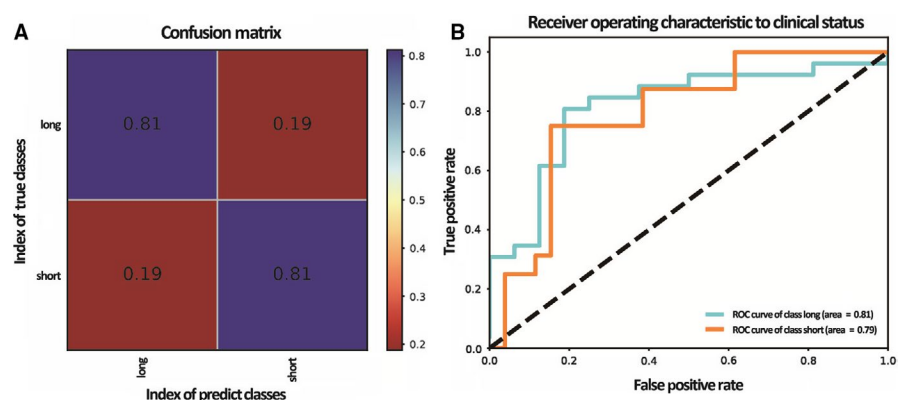 A
Confusion matrix
Index of true classes
long
short
0.81
0.19
0.19
0.81
long
short
Index of predict classes
0.8
0.7
0.6
0.5
0.4
0.3
0.2
B
Receiver operating characteristic to clinical status
True positive rate
1.0
0.8
0.6
0.4
0.2
0.0
ROC curve of class long (area = 0.81)
ROC curve of class short (area = 0.79)
0.0
0.2
0.4
0.6
0.8
1.0
False positive rate